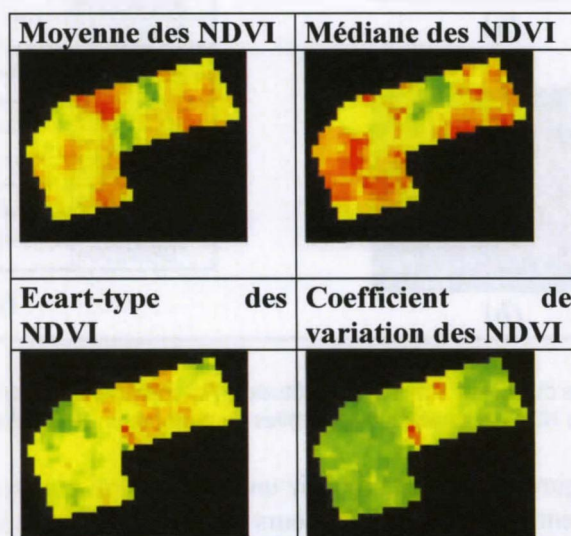 Moyenne des NDVI
Médiane des NDVI
Ecart-type des
NDVI
Coefficient de
variation des NDVI